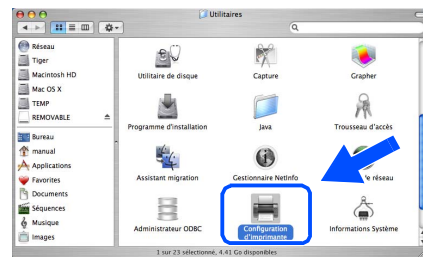 Utilitaires
Réseau
Tiger
Macintosh HD
Mac OS X
TEMP
REMOVABLE
Bureau
manual
Applications
Favorites
Documents
Séquences
Musique
Images
Utilitaire de disque
Capture
Grapher
Programme d'installation
Java
Trousseau d'accès
Assistant migration
Gestionnaire NetInfo
réseau
Administrateur ODBC
Configuration d'imprimante
Informations Système
1 sur 23 sélectionné, 4.41 Go disponibles